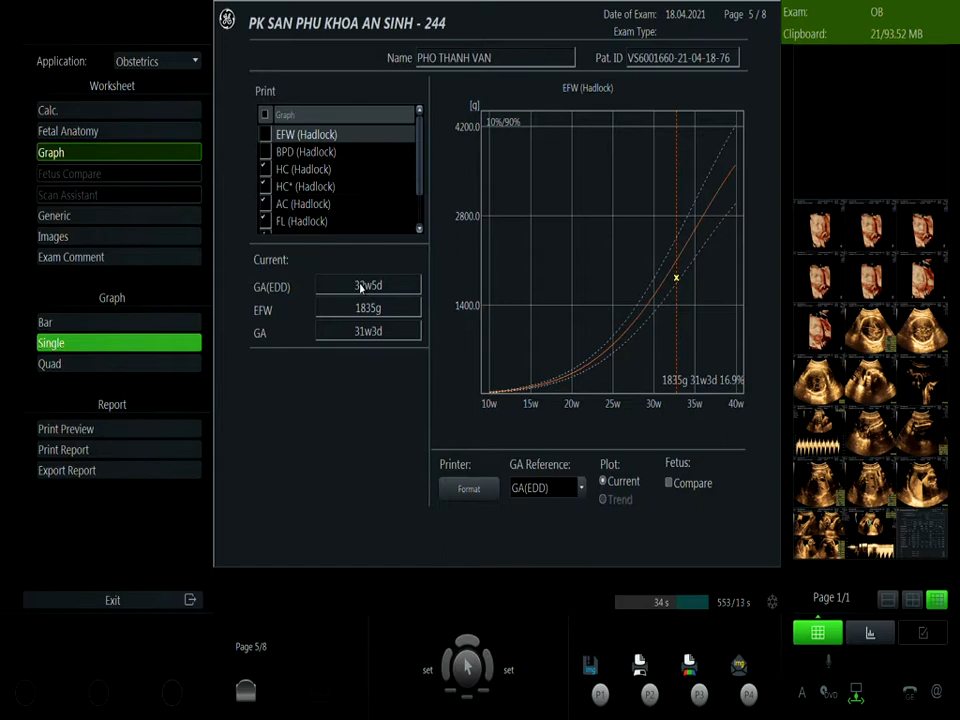 PK SAN PHU KHOA AN SINH - 244
Date of Exam: 18.04.2021 Page 5 / 8
Exam Type:
Exam: OB
Clipboard: 21/93.52 MB
Name PHO THANH VAN Pat. ID VS6001660-21-04-18-76
Application: Obstetrics
Worksheet
Calc.
Fetal Anatomy
Graph
Fetus Compare
Scan Assistant
Generic
Images
Exam Comment
Graph
Bar
Single
Quad
Report
Print Preview
Print Report
Export Report
Exit
Print
Graph
EFW (Hadlock)
BPD (Hadlock)
HC (Hadlock)
HC* (Hadlock)
AC (Hadlock)
FL (Hadlock)
Current:
GA(EDD) 32w5d
EFW 1835g
GA 31w3d
EFW (Hadlock)
[g]
10%/90%
4200.0
2800.0
1400.0
1835g 31w3d 16.9%
10w 15w 20w 25w 30w 35w 40w
Printer: GA Reference: Plot: Fetus:
Format GA(EDD) Current Compare
Trend
34 s 553/13 s
Page 1/1
Page 5/8
set set
P1 P2 P3 P4
A DVD @